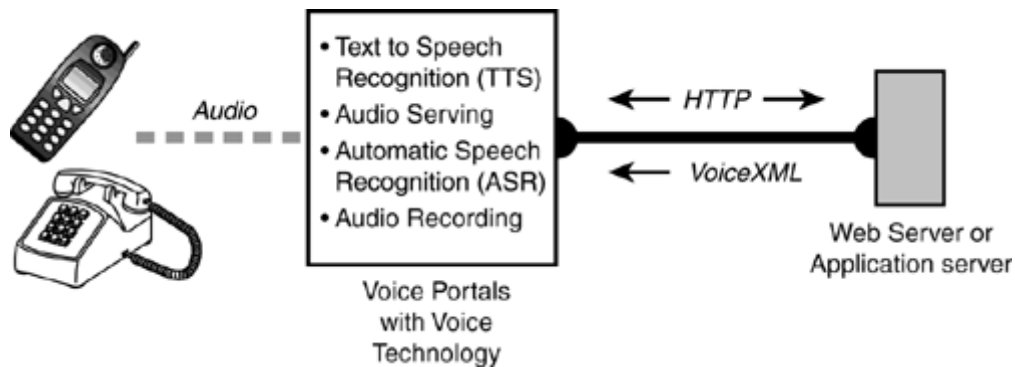 Audio
• Text to Speech
Recognition (TTS)
• Audio Serving
• Automatic Speech
Recognition (ASR)
• Audio Recording
Voice Portals
with Voice
Technology
HTTP
VoiceXML
Web Server or
Application server